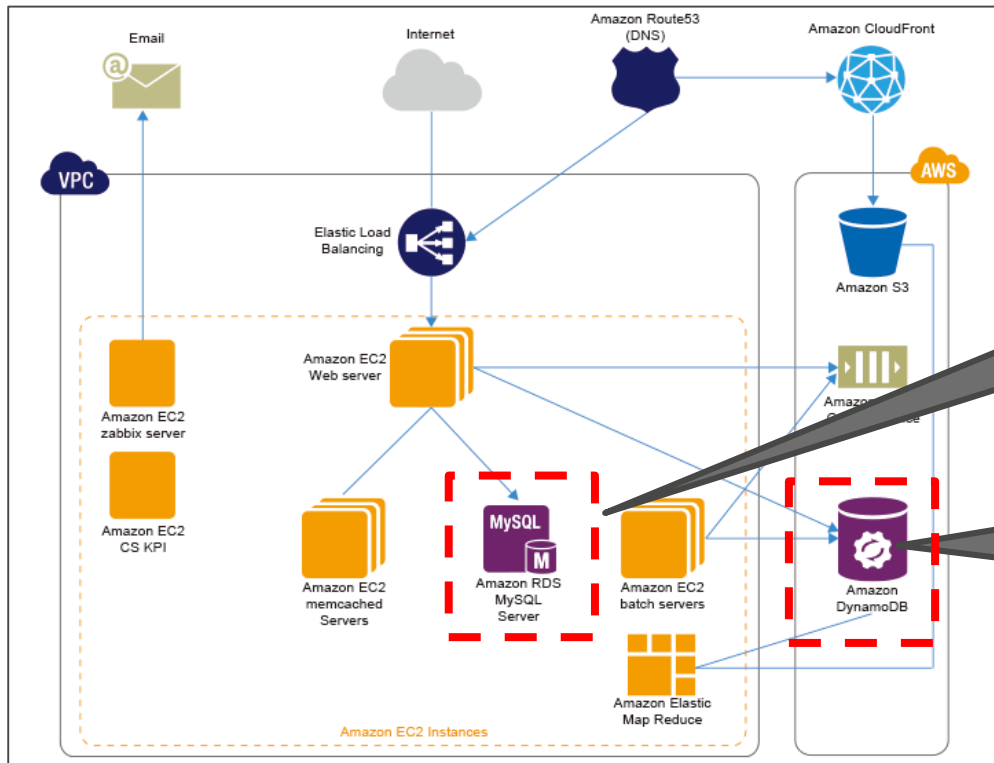 Email
@
Internet
Amazon Route53
(DNS)
Amazon CloudFront
VPC
AWS
Elastic Load
Balancing
Amazon S3
Amazon EC2
Web server
Amazon EC2
zabbix server
Amazon EC2
CS KPI
Amazon EC2
memcached
Servers
MySQL
M
Amazon RDS
MySQL
Server
Amazon EC2
batch servers
Amazon
DynamoDB
Amazon Elastic
Map Reduce
Amazon EC2 Instances